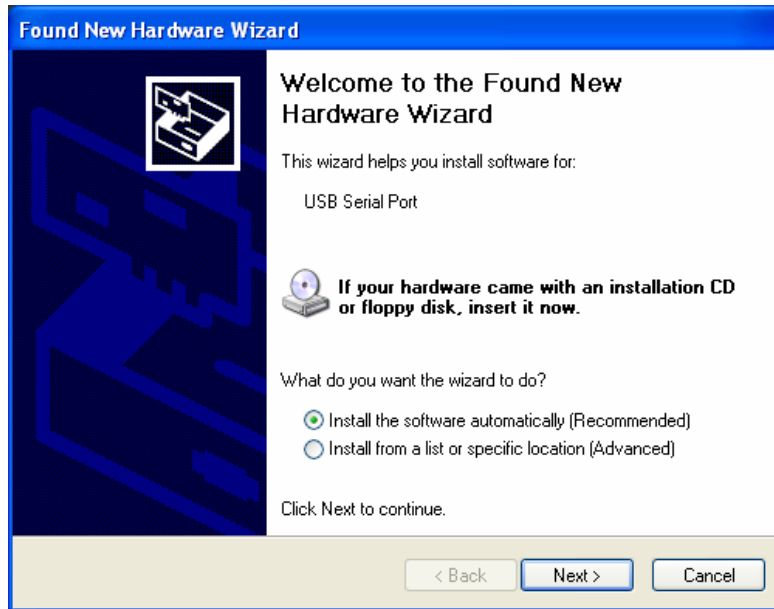 Found New Hardware Wizard
Welcome to the Found New
Hardware Wizard
This wizard helps you install software for:
USB Serial Port
If your hardware came with an installation CD
or floppy disk, insert it now.
What do you want the wizard to do?
Install the software automatically (Recommended)
Install from a list or specific location (Advanced)
Click Next to continue.
< Back
Next >
Cancel